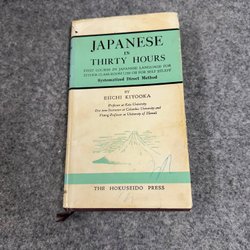 JAPANESE
IN
THIRTY HOURS
FIRST COURSE IN JAPANESE LANGUAGE FOR
EITHER CLASS-ROOM USE OR FOR SELF STUDY
Systematized Direct Method
BY
EIICHI KIYOOKA
Professor at Keio University
One-time Instructor at Columbia University and
Visiting Professor at University of Hawaii
THE HOKUSEIDO PRESS